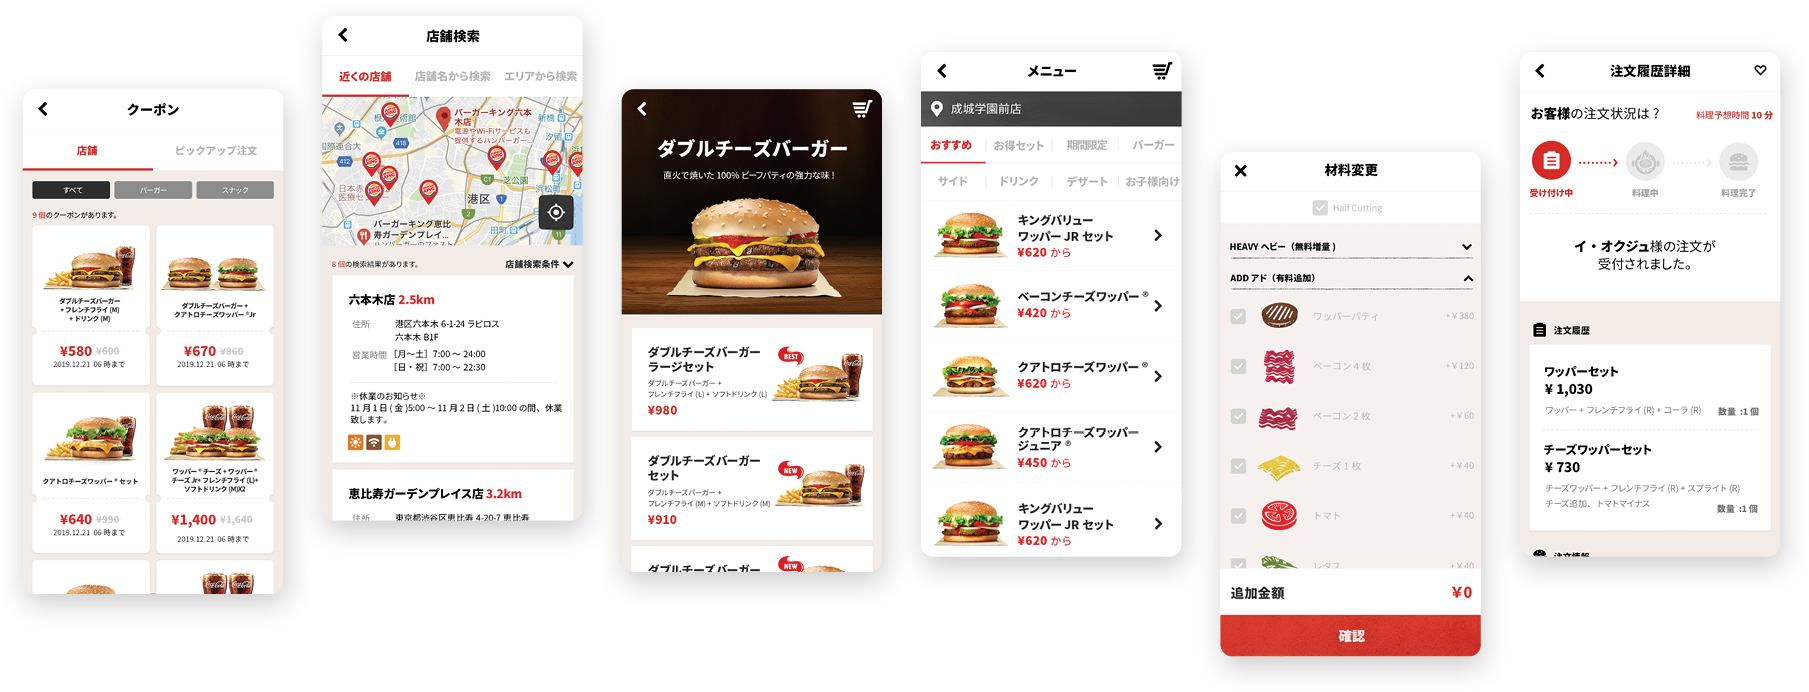 クーポン
店舗
ピックアップ注文
すべて
バーガー
スナック
9 個のクーポンがあります。
ダブルチーズバーガー
+ フレンチフライ (M)
+ ドリンク (M)
¥580 ¥600
2019.12.21 06 時まで
ダブルチーズバーガー +
クアトロチーズワッパー ®Jr
¥670 ¥860
2019.12.21 06 時まで
クアトロチーズワッパー ® セット
¥640 ¥990
2019.12.21 06 時まで
ワッパー ® チーズ + ワッパー ®
チーズ Jr+ フレンチフライ (L)+
ソフトドリンク (M)X2
¥1,400 ¥1,640
2019.12.21 06 時まで
店舗検索
近くの店舗
店舗名から検索
エリアから検索
バーガーキング六本
木店
電源やWi-Fiサービスも
提供するハンバーガー...
新橋
汐留
国際連合大
418
412
日本赤
医療セ
C1
芝公園
浜松町
港区
1
2
バーガーキング恵比
寿ガーデンプレイ...
ハンバーガーのファスト
田町
11
8 個の検索結果があります。
店舗検索条件
六本木店 2.5km
住所
港区六本木 6-1-24 ラピロス
六本木 B1F
営業時間
[月〜土] 7:00 〜 24:00
[日・祝] 7:00 〜 22:30
※休業のお知らせ※
11 月 1 日 ( 金 )5:00 〜 11 月 2 日 ( 土 )10:00 の間、休業
致します。
恵比寿ガーデンプレイス店 3.2km
住所
東京都渋谷区恵比寿 4-20-7 恵比寿
ダブルチーズバーガー
直火で焼いた 100% ビーフパティの強力な味！
ダブルチーズバーガー
ラージセット
ダブルチーズバーガー +
フレンチフライ (L) + ソフトドリンク (L)
¥980
BEST
ダブルチーズバーガー
セット
ダブルチーズバーガー +
フレンチフライ (M) + ソフトドリンク (M)
¥910
NEW
ダブルチーズバーガー
NEW
メニュー
成城学園前店
おすすめ
お得セット
期間限定
バーガー
サイド
ドリンク
デザート
お子様向け
キングバリュー
ワッパー JR セット
¥620 から
ベーコンチーズワッパー ®
¥420 から
クアトロチーズワッパー ®
¥620 から
クアトロチーズワッパー
ジュニア ®
¥450 から
キングバリュー
ワッパー JR セット
¥620 から
材料変更
Half Cutting
HEAVY ヘビー（無料増量 )
ADD アド（有料追加）
ワッパーパティ
+￥380
ベーコン 4 枚
+￥120
ベーコン 2 枚
+￥60
チーズ 1 枚
+￥40
トマト
+￥40
レタス
+￥40
追加金額
¥0
確認
注文履歴詳細
お客様の注文状況は？
料理予想時間 10 分
受け付け中
料理中
料理完了
イ・オクジュ様の注文が
受付されました。
注文履歴
ワッパーセット
¥ 1,030
ワッパー + フレンチフライ (R) + コーラ (R)
数量 :1 個
チーズワッパーセット
¥ 730
チーズワッパー + フレンチフライ (R) + スプライト (R)
チーズ追加、トマトマイナス
数量 :1 個
注文情報